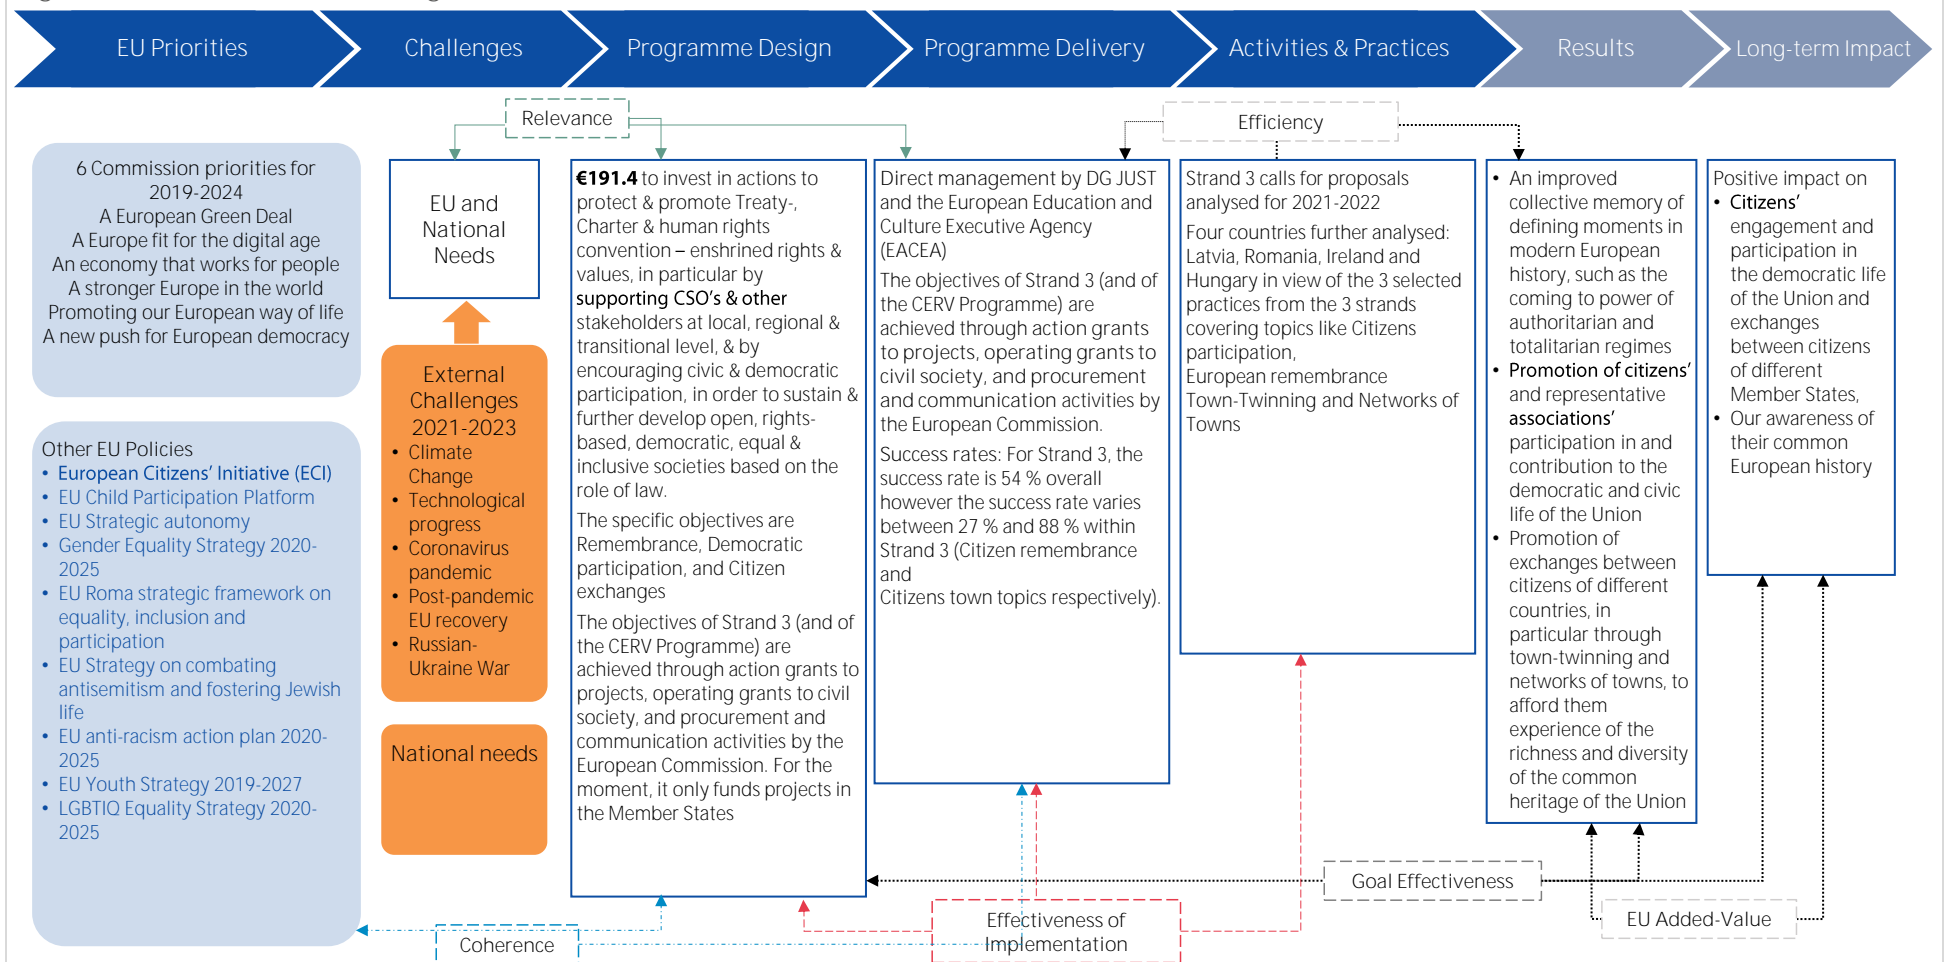 EU Priorities
Challenges
Programme Design
Programme Delivery
Activities & Practices
Results
Long-term Impact
Relevance
Efficiency
6 Commission priorities for
2019-2024
A European Green Deal
A Europe fit for the digital age
An economy that works for people
A stronger Europe in the world
Promoting our European way of life
A new push for European democracy
Other EU Policies
• European Citizens' Initiative (ECI)
• EU Child Participation Platform
• EU Strategic autonomy
• Gender Equality Strategy 2020-
2025
• EU Roma strategic framework on
equality, inclusion and
participation
• EU Strategy on combating
antisemitism and fostering Jewish
life
• EU anti-racism action plan 2020-
2025
• EU Youth Strategy 2019-2027
• LGBTIQ Equality Strategy 2020-
2025
EU and
National
Needs
External
Challenges
2021-2023
• Climate
Change
• Technological
progress
• Coronavirus
pandemic
• Post-pandemic
EU recovery
• Russian-
Ukraine War
National needs
€191.4 to invest in actions to
protect & promote Treaty-,
Charter & human rights
convention – enshrined rights &
values, in particular by
supporting CSO's & other
stakeholders at local, regional &
transitional level, & by
encouraging civic & democratic
participation, in order to sustain &
further develop open, rights-
based, democratic, equal &
inclusive societies based on the
role of law.
The specific objectives are
Remembrance, Democratic
participation, and Citizen
exchanges
The objectives of Strand 3 (and of
the CERV Programme) are
achieved through action grants to
projects, operating grants to civil
society, and procurement and
communication activities by the
European Commission. For the
moment, it only funds projects in
the Member States
Direct management by DG JUST
and the European Education and
Culture Executive Agency
(EACEA)
The objectives of Strand 3 (and of
the CERV Programme) are
achieved through action grants
to projects, operating grants to
civil society, and procurement
and communication activities by
the European Commission.
Success rates: For Strand 3, the
success rate is 54 % overall
however the success rate varies
between 27 % and 88 % within
Strand 3 (Citizen remembrance
and
Citizens town topics respectively).
Strand 3 calls for proposals
analysed for 2021-2022
Four countries further analysed:
Latvia, Romania, Ireland and
Hungary in view of the 3 selected
practices from the 3 strands
covering topics like Citizens
participation,
European remembrance
Town-Twinning and Networks of
Towns
• An improved
collective memory of
defining moments in
modern European
history, such as the
coming to power of
authoritarian and
totalitarian regimes
• Promotion of citizens'
and representative
associations'
participation in and
contribution to the
democratic and civic
life of the Union
• Promotion of
exchanges between
citizens of different
countries, in
particular through
town-twinning and
networks of towns, to
afford them
experience of the
richness and diversity
of the common
heritage of the Union
Positive impact on
• Citizens'
engagement and
participation in
the democratic life
of the Union and
exchanges
between citizens
of different
Member States,
• Our awareness of
their common
European history
Goal Effectiveness
EU Added-Value
Effectiveness of
Implementation
Coherence